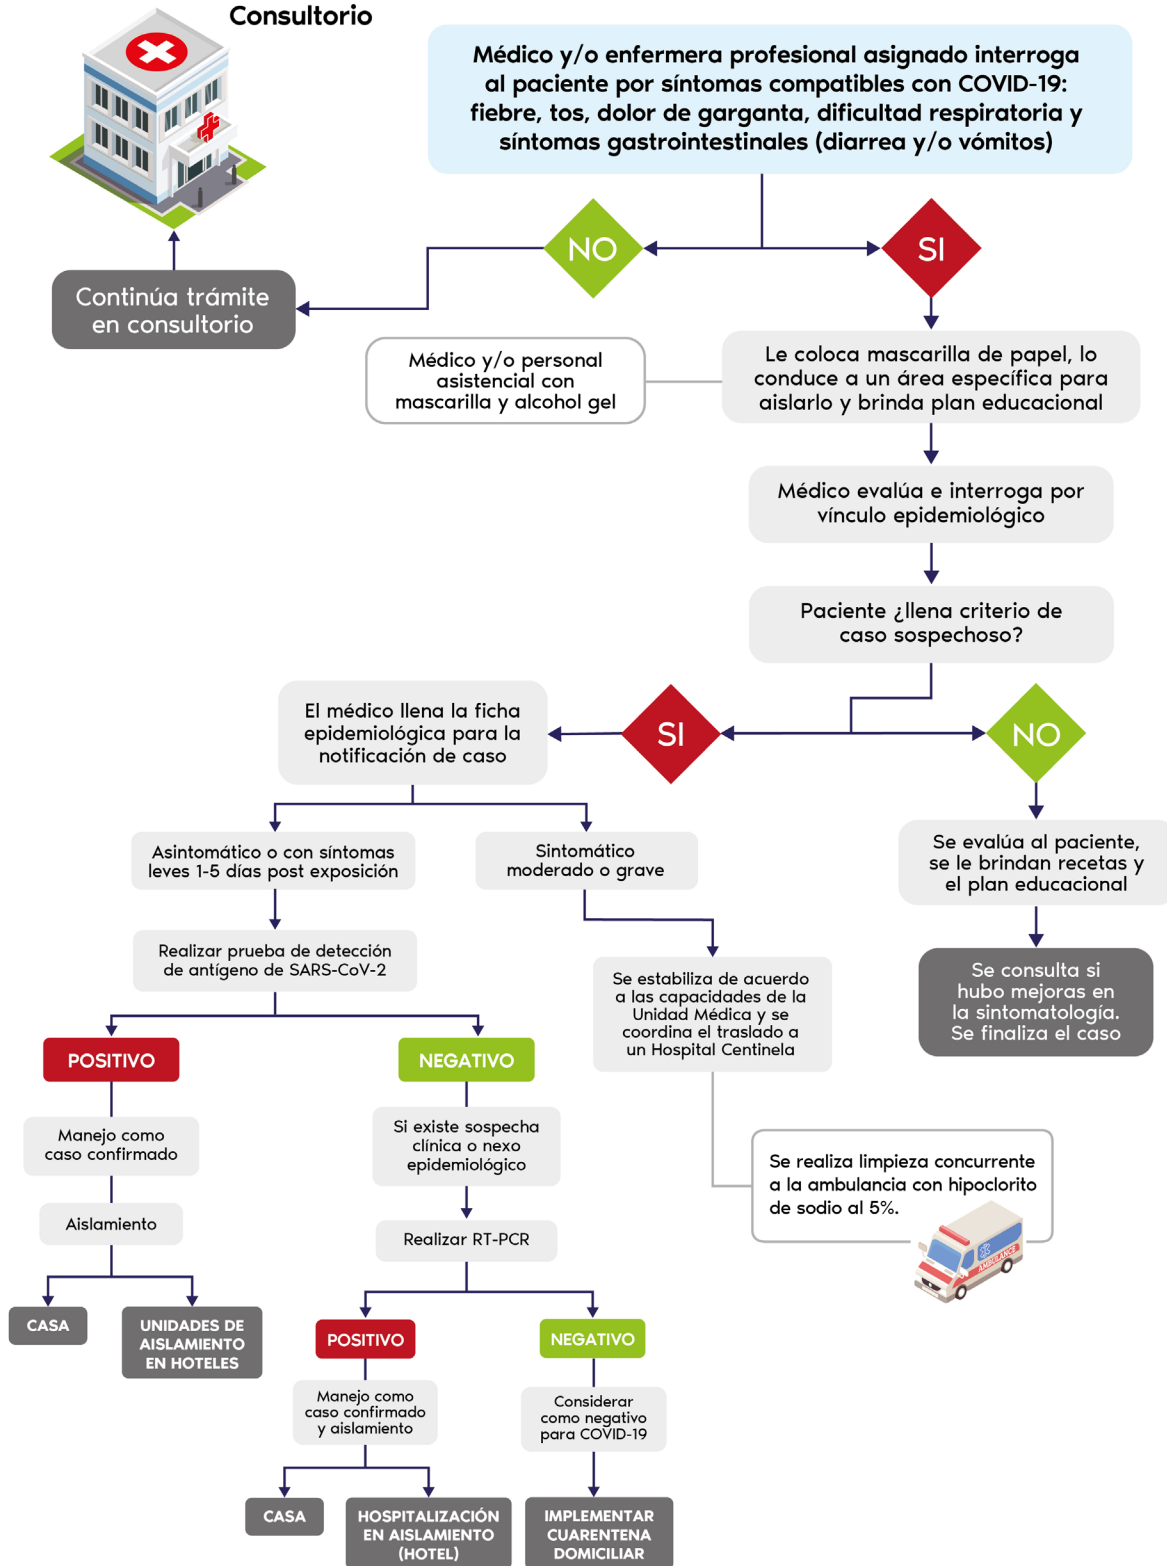 Consultorio
Médico y/o enfermera profesional asignado interroga
al paciente por síntomas compatibles con COVID-19:
fiebre, tos, dolor de garganta, dificultad respiratoria y
síntomas gastrointestinales (diarrea y/o vómitos)
NO
SI
Continúa trámite
en consultorio
Médico y/o personal
asistencial con
mascarilla y alcohol gel
Le coloca mascarilla de papel, lo
conduce a un área específica para
aislarlo y brinda plan educacional
Médico evalúa e interroga por
vínculo epidemiológico
Paciente ¿llena criterio de
caso sospechoso?
SI
NO
El médico llena la ficha
epidemiológica para la
notificación de caso
Asintomático o con síntomas
leves 1-5 días post exposición
Sintomático
moderado o grave
Se evalúa al paciente,
se le brindan recetas y
el plan educacional
Realizar prueba de detección
de antígeno de SARS-CoV-2
Se estabiliza de acuerdo
a las capacidades de la
Unidad Médica y se
coordina el traslado a
un Hospital Centinela
Se consulta si
hubo mejoras en
la sintomatología.
Se finaliza el caso
POSITIVO
NEGATIVO
Manejo como
caso confirmado
Si existe sospecha
clínica o nexo
epidemiológico
Se realiza limpieza concurrente
a la ambulancia con hipoclorito
de sodio al 5%.
AMBULANCE
Aislamiento
Realizar RT-PCR
CASA
UNIDADES DE
AISLAMIENTO
EN HOTELES
POSITIVO
NEGATIVO
Manejo como
caso confirmado
y aislamiento
Considerar
como negativo
para COVID-19
CASA
HOSPITALIZACIÓN
EN AISLAMIENTO
(HOTEL)
IMPLEMENTAR
CUARENTENA
DOMICILIAR